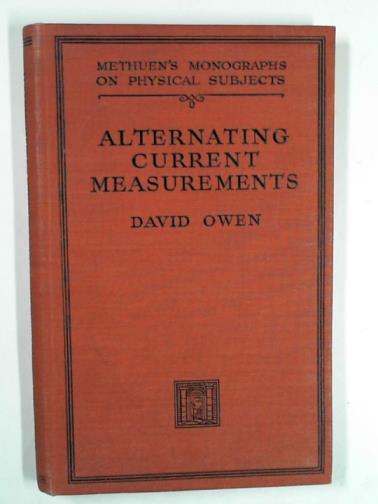 METHUEN'S MONOGRAPHS
ON PHYSICAL SUBJECTS
ALTERNATING
CURRENT
MEASUREMENTS
DAVID OWEN